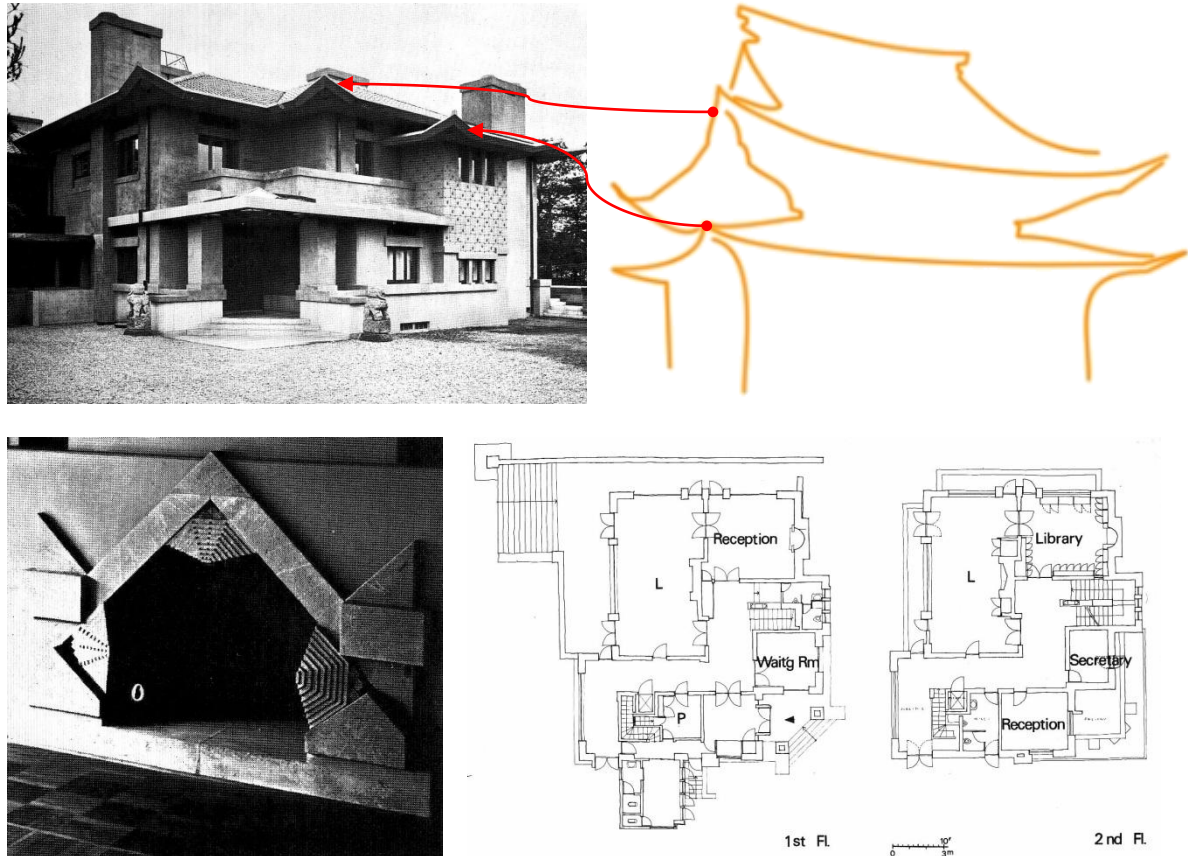 Reception
L
Waitg Rm
P
1st Fl.
Library
L
Secretary
Reception
0
10'
3m
2nd Fl.